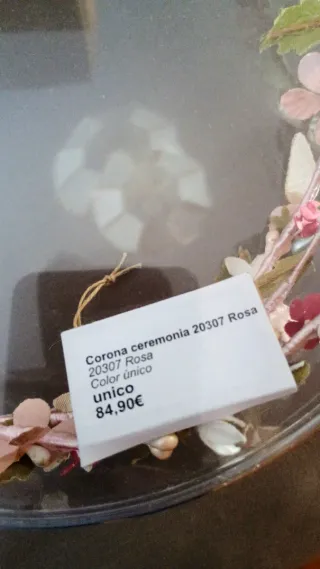 Corona ceremonia 20307 Rosa
20307 Rosa
Color único
unico
84,90€